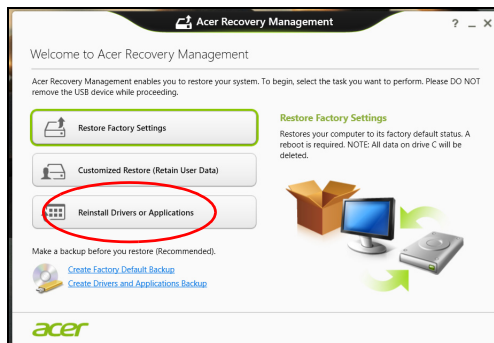 Acer Recovery Management
? _ X
Welcome to Acer Recovery Management
Acer Recovery Management enables you to restore your system. To begin, select the task you want to perform. Please DO NOT
remove the USB device while proceeding.
Restore Factory Settings
Customized Restore (Retain User Data)
Reinstall Drivers or Applications
Make a backup before you restore (Recommended).
Create Factory Default Backup
Create Drivers and Applications Backup
Restore Factory Settings
Restores your computer to its factory default status. A
reboot is required. NOTE: All data on drive C will be
deleted.
acer